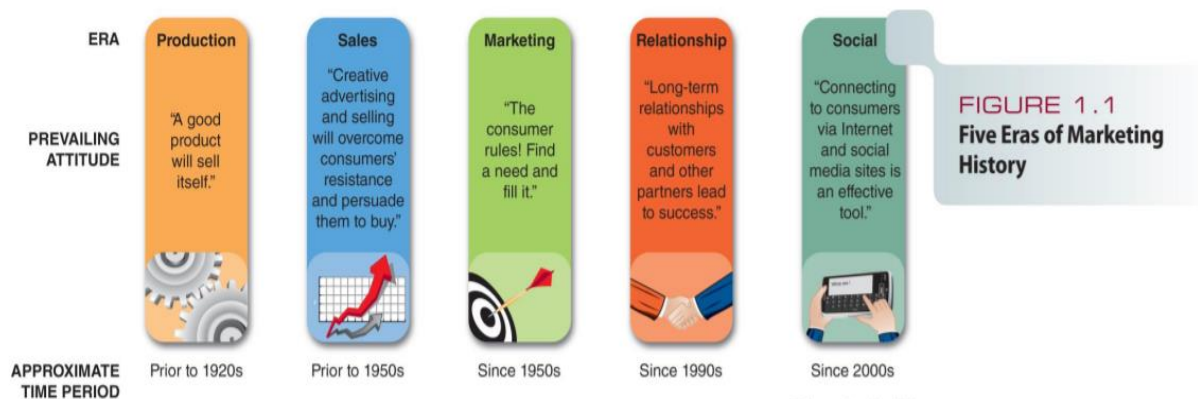 ERA
Production
Sales
Marketing
Relationship
Social
PREVAILING
ATTITUDE
“A good
product
will sell
itself.”
“Creative
advertising
and selling
will overcome
consumers’
resistance
and persuade
them to buy.”
“The
consumer
rules! Find
a need and
fill it.”
“Long-term
relationships
with
customers
and other
partners lead
to success.”
“Connecting
to consumers
via Internet
and social
media sites is
an effective
tool.”
FIGURE 1.1
Five Eras of Marketing
History
APPROXIMATE
TIME PERIOD
Prior to 1920s
Prior to 1950s
Since 1950s
Since 1990s
Since 2000s